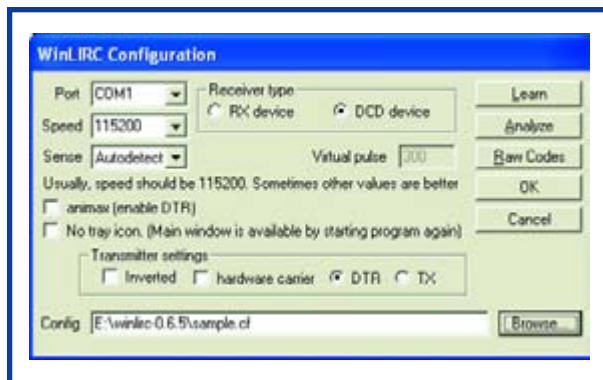 WinLIRC Configuration
Port COM1 Receiver type Learn
RX device DCD device
Speed 115200 Analyze
Sense Autodetect Virtual pulse 300 Raw Codes
Usually, speed should be 115200. Sometimes other values are better OK
animax (enable DTR)
Cancel
No tray icon. (Main window is available by starting program again)
Transmitter settings
Inverted hardware carrier DTR TX
Config E:\winlirc-0.6.5\sample.cf Browse...